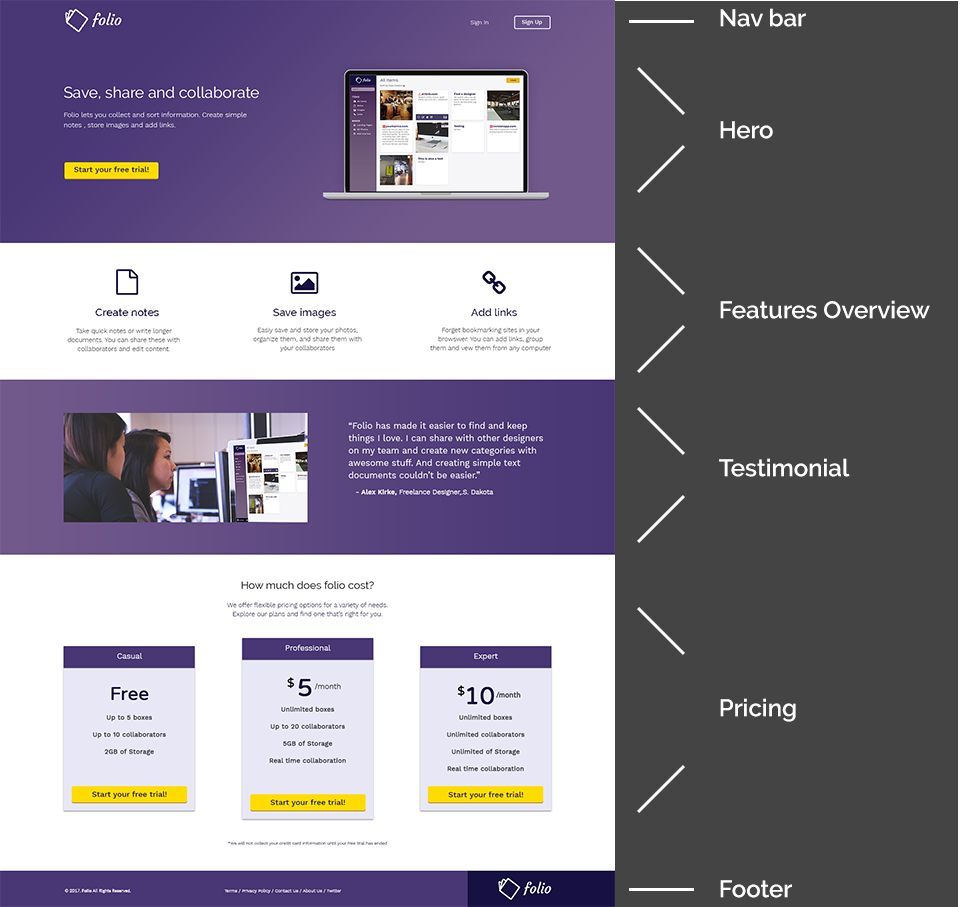 folio
Sign In
Sign Up
Nav bar
Save, share and collaborate
Folio lets you collect and sort information. Create simple
notes , store images and add links.
Start your free trial!
folio
All items
Find a designer
Testing
This is also a test
Hero
Create notes
Take quick notes or write longer
documents. You can share these with
collaborators and edit content.
Save images
Easiy save and store your photos,
organize them, and share them with
your collaborators
Add links
Forget bookmarking sites in your
browswer. You can add links, group
them and vew them from any computer
Features Overview
“Folio has made it easier to find and keep
things I love. I can share with other designers
on my team and create new categories with
awesome stuff. And creating simple text
documents couldn’t be easier.”
- Alex Kirke, Freelance Designer,.S. Dakota
Testimonial
How much does folio cost?
We offer flexible pricing options for a variety of needs.
Explore our plans and find one that’s right for you.
Casual
Free
Up to 5 boxes
Up to 10 collaborators
2GB of Storage
Start your free trial!
Professional
$5 /month
Unlimited boxes
Up to 20 collaborators
5GB of Storage
Real time collaboration
Start your free trial!
Expert
$10 /month
Unlimited boxes
Unlimited collaborators
Unlimited of Storage
Real time collaboration
Start your free trial!
Pricing
*We will not collect your credit card information until your free trial has ended
© 2017. Folio All Rights Reserved.
Terms / Privacy Policy / Contact Us / About Us / Twitter
folio
Footer